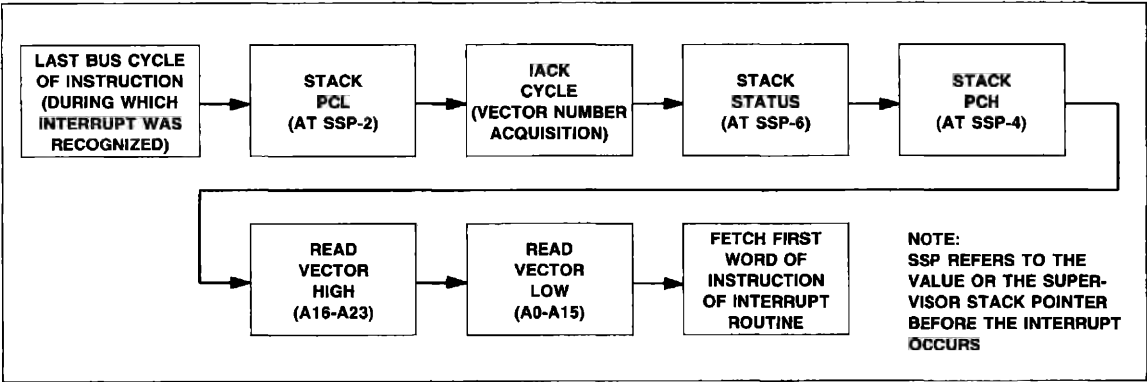 LAST BUS CYCLE
OF INSTRUCTION
(DURING WHICH
INTERRUPT WAS
RECOGNIZED)
STACK
PCL
(AT SSP-2)
IACK
CYCLE
(VECTOR NUMBER
ACQUISITION)
STACK
STATUS
(AT SSP-6)
STACK
PCH
(AT SSP-4)
READ
VECTOR
HIGH
(A16-A23)
READ
VECTOR
LOW
(A0-A15)
FETCH FIRST
WORD OF
INSTRUCTION
OF INTERRUPT
ROUTINE
NOTE:
SSP REFERS TO THE
VALUE OR THE SUPER-
VISOR STACK POINTER
BEFORE THE INTERRUPT
OCCURS